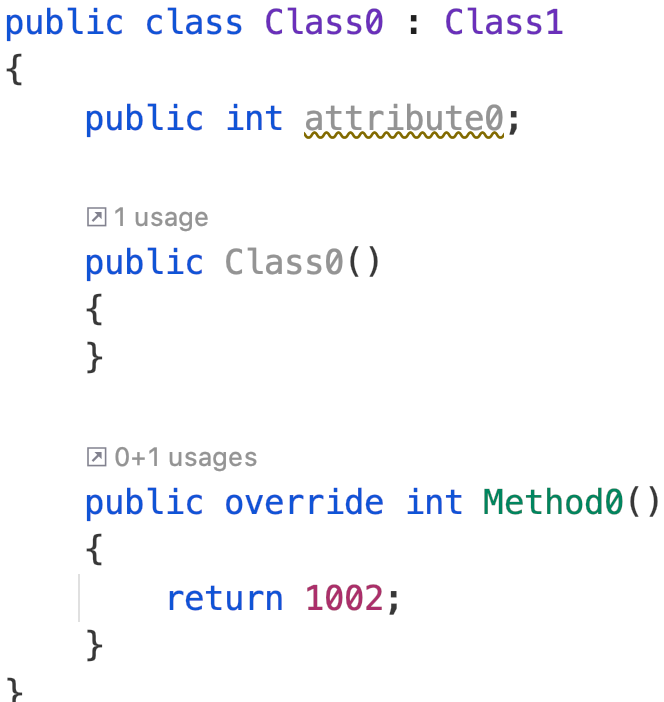 public class Class0 : Class1
{
    public int attribute0;
    1 usage
    public Class0()
    {
    }
    0+1 usages
    public override int Method0()
    {
        return 1002;
    }
}